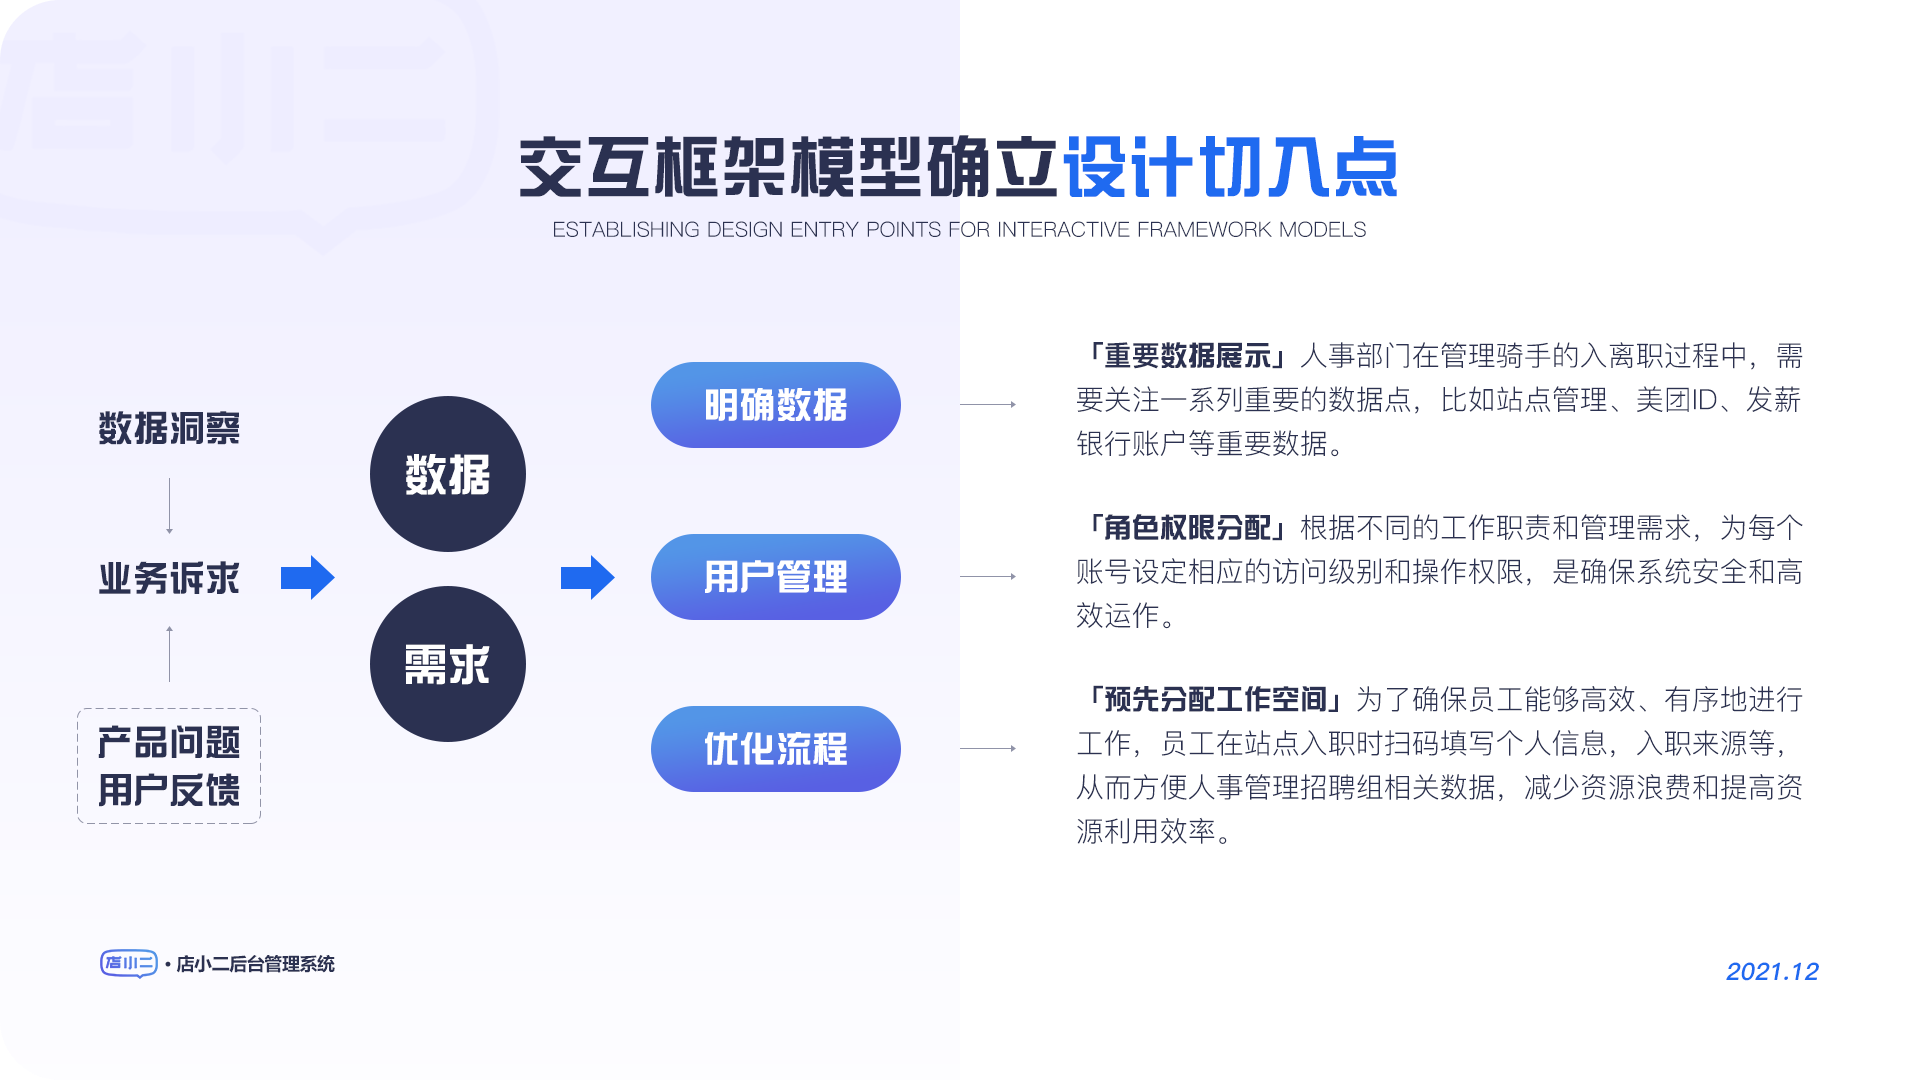 店小二
交互框架模型确立设计切入点
ESTABLISHING DESIGN ENTRY POINTS FOR INTERACTIVE FRAMEWORK MODELS
数据洞察
业务诉求
产品问题
用户反馈
数据
需求
明确数据
用户管理
优化流程
「重要数据展示」人事部门在管理骑手的入离职过程中，需
要关注一系列重要的数据点，比如站点管理、美团ID、发薪
银行账户等重要数据。
「角色权限分配」根据不同的工作职责和管理需求，为每个
账号设定相应的访问级别和操作权限，是确保系统安全和高
效运作。
「预先分配工作空间」为了确保员工能够高效、有序地进行
工作，员工在站点入职时扫码填写个人信息，入职来源等，
从而方便人事管理招聘组相关数据，减少资源浪费和提高资
源利用效率。
店小二·店小二后台管理系统
2021.12